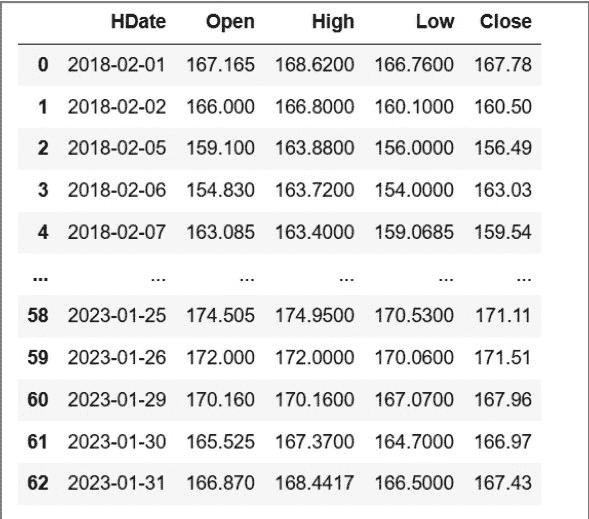 HDate Open High Low Close
0 2018-02-01 167.165 168.6200 166.7600 167.78
1 2018-02-02 166.000 166.8000 160.1000 160.50
2 2018-02-05 159.100 163.8800 156.0000 156.49
3 2018-02-06 154.830 163.7200 154.0000 163.03
4 2018-02-07 163.085 163.4000 159.0685 159.54
... ... ... ... ... ...
58 2023-01-25 174.505 174.9500 170.5300 171.11
59 2023-01-26 172.000 172.0000 170.0600 171.51
60 2023-01-29 170.160 170.1600 167.0700 167.96
61 2023-01-30 165.525 167.3700 164.7000 166.97
62 2023-01-31 166.870 168.4417 166.5000 167.43